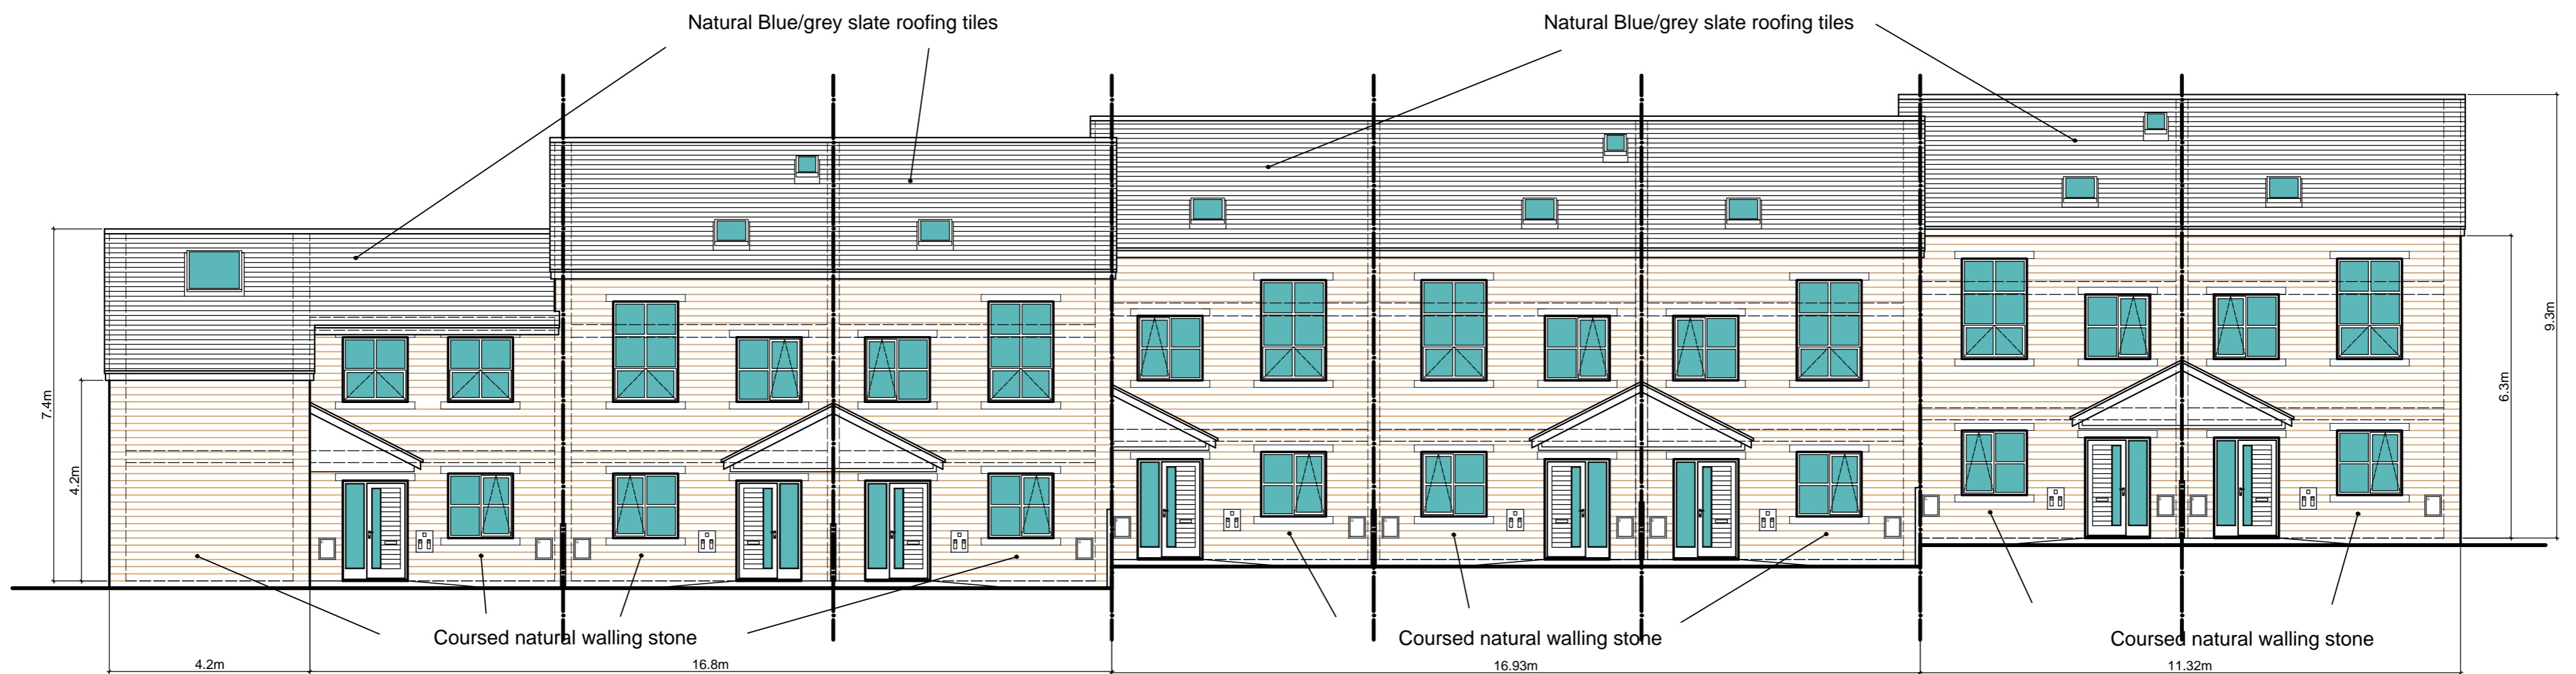 Natural Blue/grey slate roofing tiles
Natural Blue/grey slate roofing tiles
7.4m
4.2m
9.3m
6.3m
Coursed natural walling stone
Coursed natural walling stone
Coursed natural walling stone
4.2m
16.8m
16.93m
11.32m